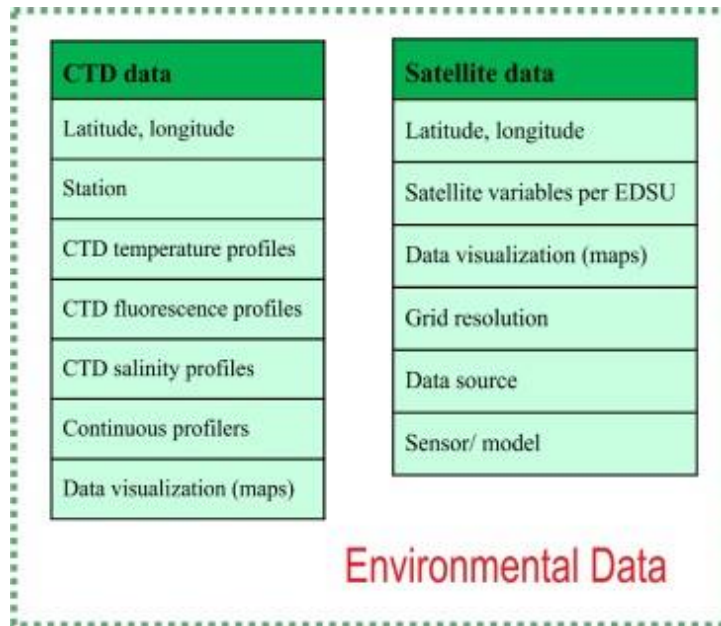 CTD data
Latitude, longitude
Station
CTD temperature profiles
CTD fluorescence profiles
CTD salinity profiles
Continuous profilers
Data visualization (maps)
Satellite data
Latitude, longitude
Satellite variables per EDSU
Data visualization (maps)
Grid resolution
Data source
Sensor/ model
Environmental Data